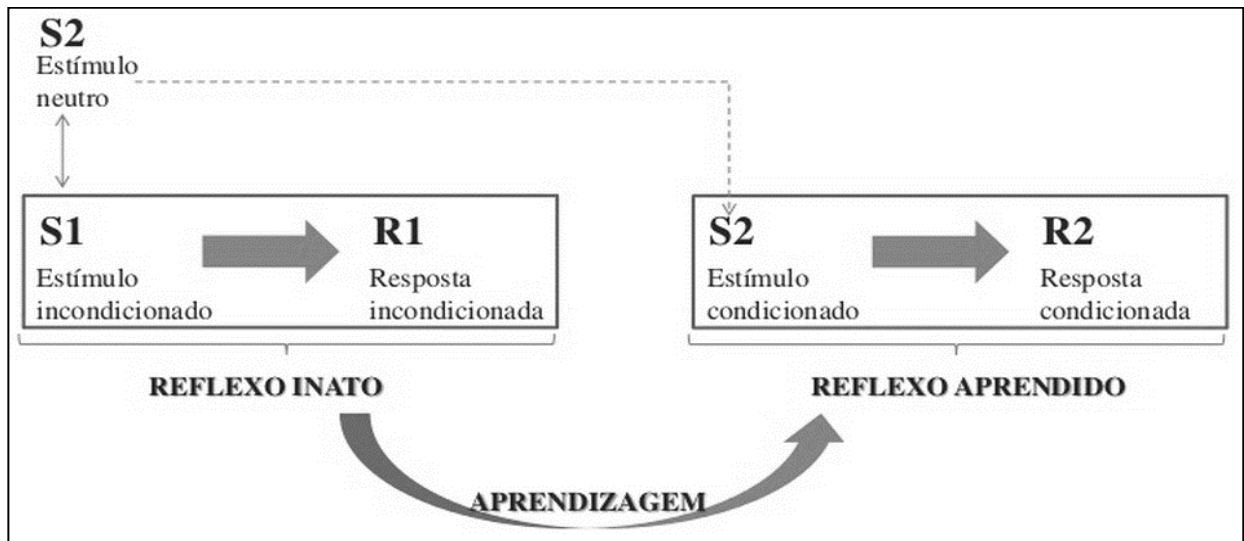 S2
Estímulo
neutro
S1
Estímulo
incondicionado
R1
Resposta
incondicionada
S2
Estímulo
condicionado
R2
Resposta
condicionada
REFLEXO INATO
REFLEXO APRENDIDO
APRENDIZAGEM